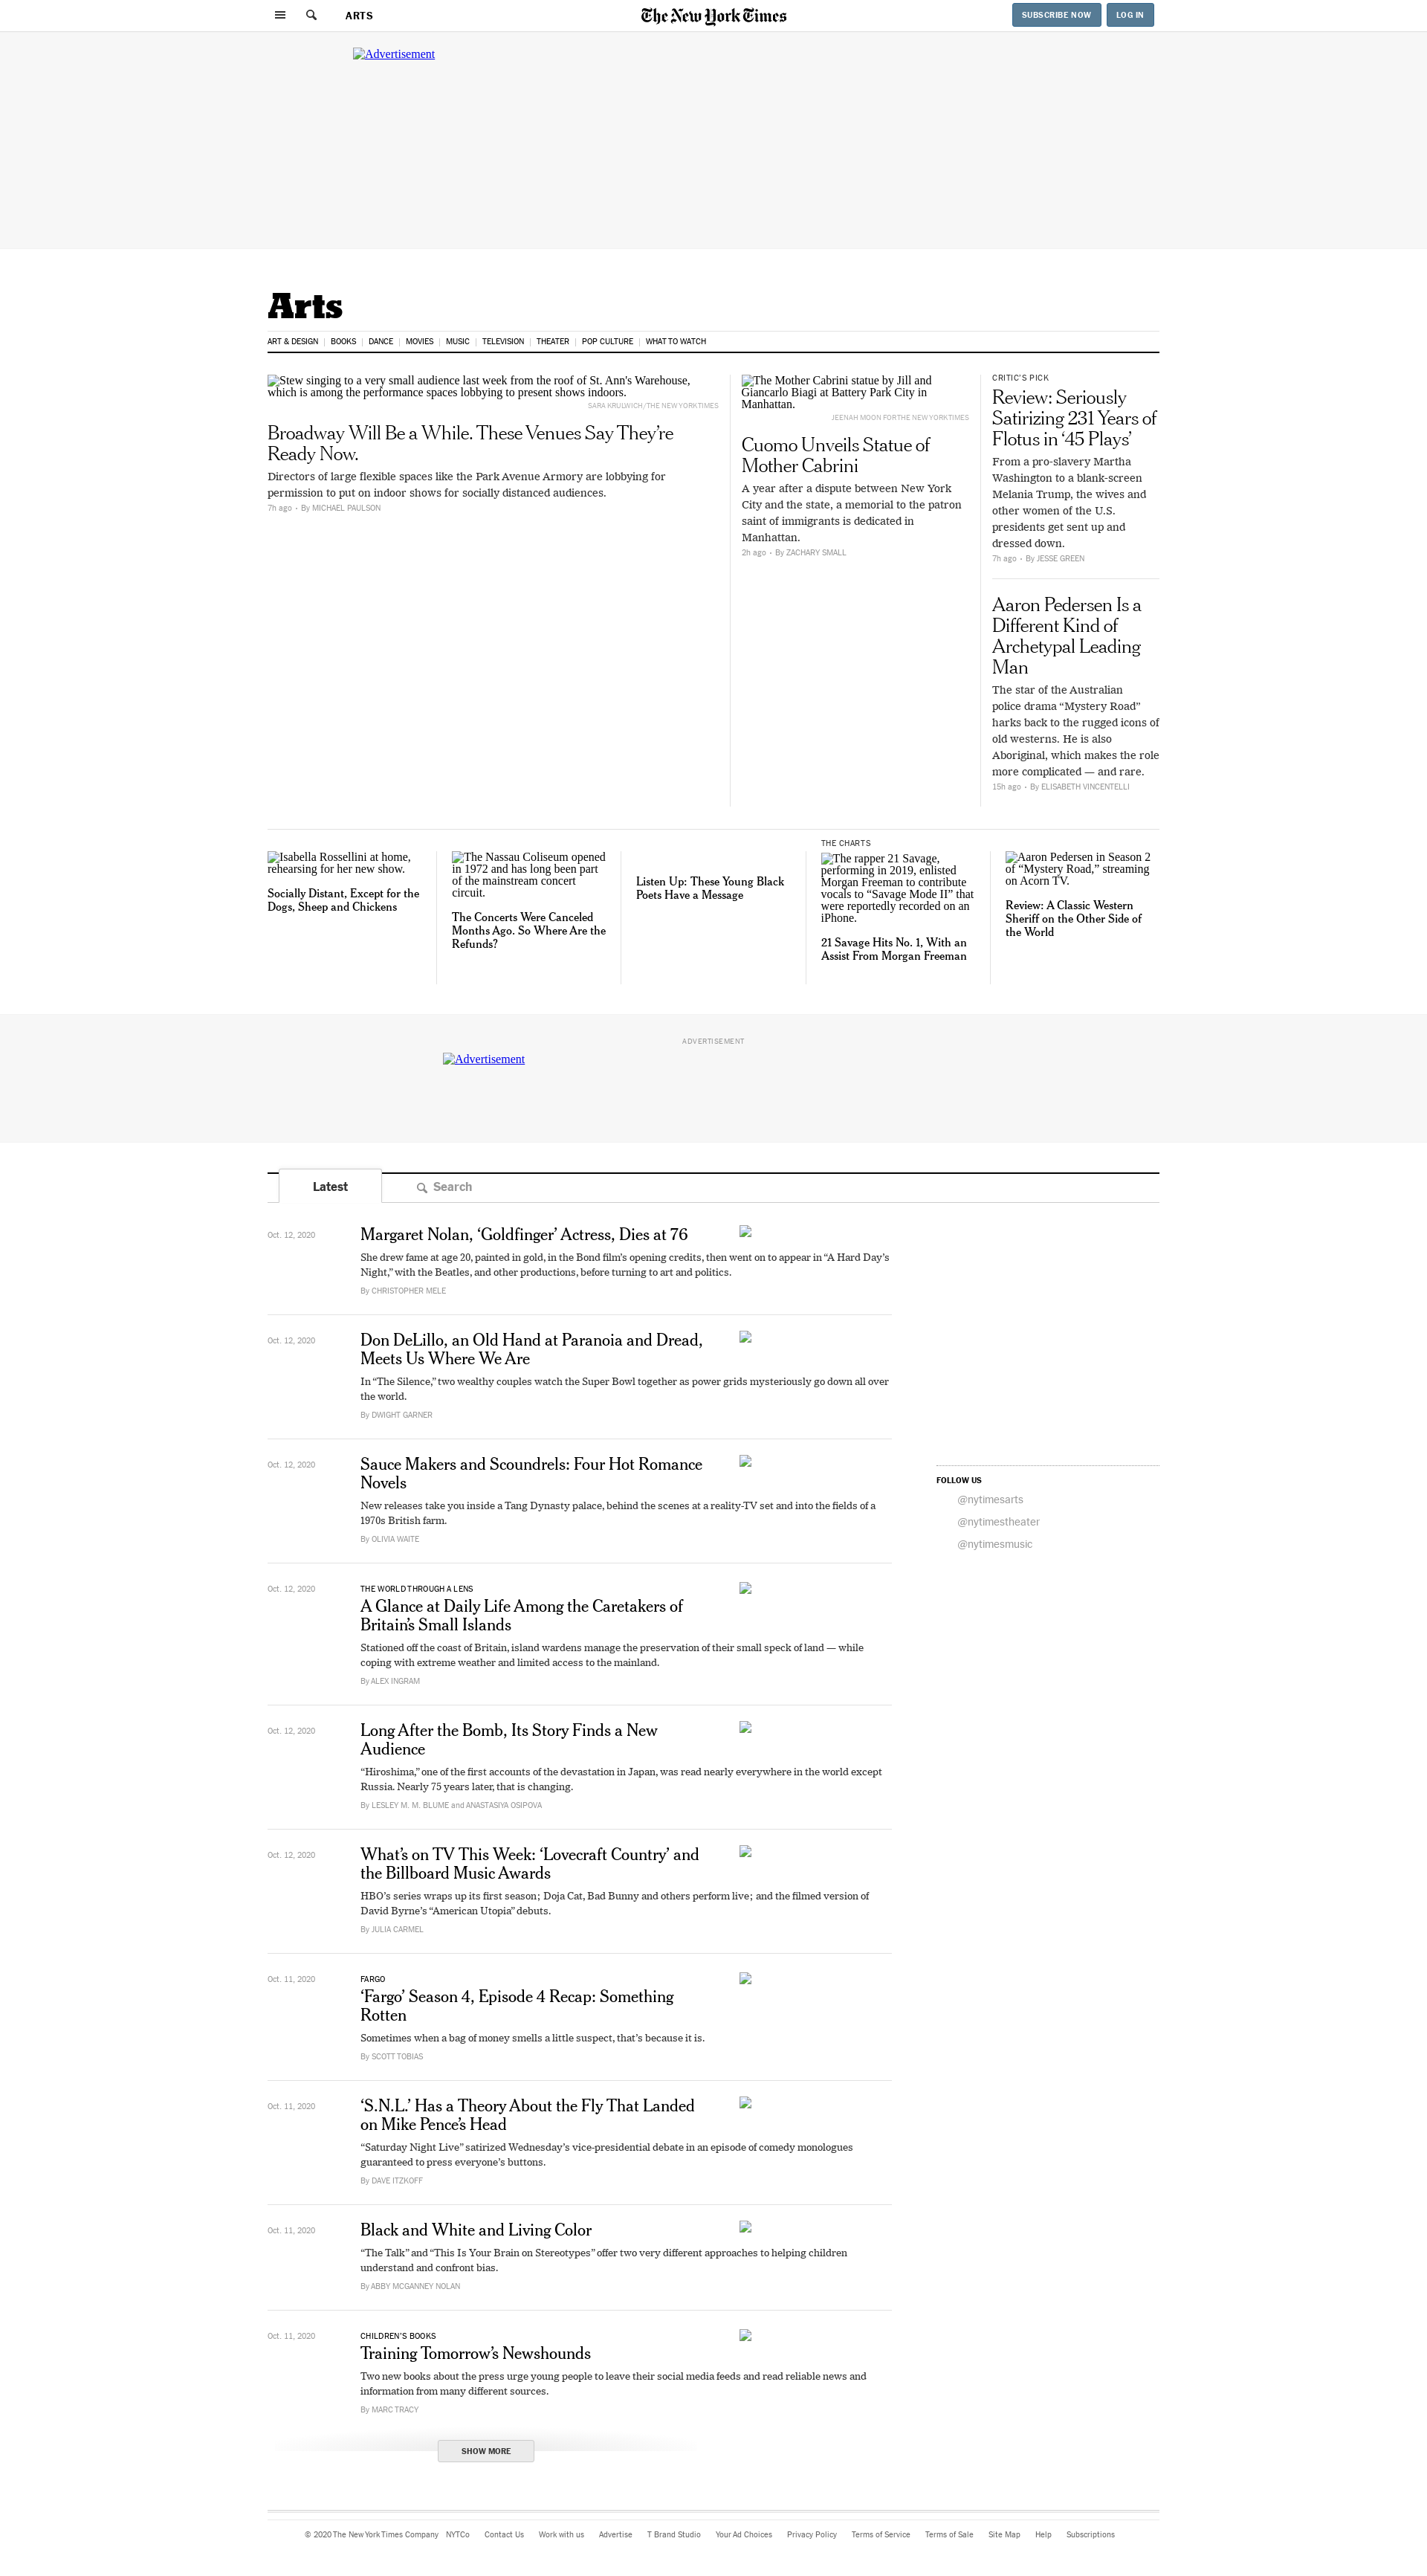 ARTS
The New York Times
SUBSCRIBE NOW
LOG IN
Advertisement
Arts
ART & DESIGN
BOOKS
DANCE
MOVIES
MUSIC
TELEVISION
THEATER
POP CULTURE
WHAT TO WATCH
Stew singing to a very small audience last week from the roof of St. Ann's Warehouse,
which is among the performance spaces lobbying to present shows indoors.
SARA KRULWICH/THE NEW YORK TIMES
Broadway Will Be a While. These Venues Say They’re
Ready Now.
Directors of large flexible spaces like the Park Avenue Armory are lobbying for
permission to put on indoor shows for socially distanced audiences.
7h ago • By MICHAEL PAULSON
The Mother Cabrini statue by Jill and
Giancarlo Biagi at Battery Park City in
Manhattan.
JEENAH MOON FOR THE NEW YORK TIMES
Cuomo Unveils Statue of
Mother Cabrini
A year after a dispute between New York
City and the state, a memorial to the patron
saint of immigrants is dedicated in
Manhattan.
2h ago • By ZACHARY SMALL
CRITIC’S PICK
Review: Seriously
Satirizing 231 Years of
Flotus in ‘45 Plays’
From a pro-slavery Martha
Washington to a blank-screen
Melania Trump, the wives and
other women of the U.S.
presidents get sent up and
dressed down.
7h ago • By JESSE GREEN
Aaron Pedersen Is a
Different Kind of
Archetypal Leading
Man
The star of the Australian
police drama “Mystery Road”
harks back to the rugged icons of
old westerns. He is also
Aboriginal, which makes the role
more complicated — and rare.
15h ago • By ELISABETH VINCENTELLI
Isabella Rossellini at home,
rehearsing for her new show.
Socially Distant, Except for the
Dogs, Sheep and Chickens
The Nassau Coliseum opened
in 1972 and has long been part
of the mainstream concert
circuit.
The Concerts Were Canceled
Months Ago. So Where Are the
Refunds?
Listen Up: These Young Black
Poets Have a Message
THE CHARTS
The rapper 21 Savage,
performing in 2019, enlisted
Morgan Freeman to contribute
vocals to “Savage Mode II” that
were reportedly recorded on an
iPhone.
21 Savage Hits No. 1, With an
Assist From Morgan Freeman
Aaron Pedersen in Season 2
of “Mystery Road,” streaming
on Acorn TV.
Review: A Classic Western
Sheriff on the Other Side of
the World
ADVERTISEMENT
Advertisement
Latest
Search
Oct. 12, 2020
Margaret Nolan, ‘Goldfinger’ Actress, Dies at 76
She drew fame at age 20, painted in gold, in the Bond film’s opening credits, then went on to appear in “A Hard Day’s
Night,” with the Beatles, and other productions, before turning to art and politics.
By CHRISTOPHER MELE
Oct. 12, 2020
Don DeLillo, an Old Hand at Paranoia and Dread,
Meets Us Where We Are
In “The Silence,” two wealthy couples watch the Super Bowl together as power grids mysteriously go down all over
the world.
By DWIGHT GARNER
Oct. 12, 2020
Sauce Makers and Scoundrels: Four Hot Romance
Novels
New releases take you inside a Tang Dynasty palace, behind the scenes at a reality-TV set and into the fields of a
1970s British farm.
By OLIVIA WAITE
FOLLOW US
@nytimesarts
@nytimestheater
@nytimesmusic
Oct. 12, 2020
THE WORLD THROUGH A LENS
A Glance at Daily Life Among the Caretakers of
Britain’s Small Islands
Stationed off the coast of Britain, island wardens manage the preservation of their small speck of land — while
coping with extreme weather and limited access to the mainland.
By ALEX INGRAM
Oct. 12, 2020
Long After the Bomb, Its Story Finds a New
Audience
“Hiroshima,” one of the first accounts of the devastation in Japan, was read nearly everywhere in the world except
Russia. Nearly 75 years later, that is changing.
By LESLEY M. M. BLUME and ANASTASIYA OSIPOVA
Oct. 12, 2020
What’s on TV This Week: ‘Lovecraft Country’ and
the Billboard Music Awards
HBO’s series wraps up its first season; Doja Cat, Bad Bunny and others perform live; and the filmed version of
David Byrne’s “American Utopia” debuts.
By JULIA CARMEL
Oct. 11, 2020
FARGO
‘Fargo’ Season 4, Episode 4 Recap: Something
Rotten
Sometimes when a bag of money smells a little suspect, that’s because it is.
By SCOTT TOBIAS
Oct. 11, 2020
‘S.N.L.’ Has a Theory About the Fly That Landed
on Mike Pence’s Head
“Saturday Night Live” satirized Wednesday’s vice-presidential debate in an episode of comedy monologues
guaranteed to press everyone’s buttons.
By DAVE ITZKOFF
Oct. 11, 2020
Black and White and Living Color
“The Talk” and “This Is Your Brain on Stereotypes” offer two very different approaches to helping children
understand and confront bias.
By ABBY MCGANNEY NOLAN
Oct. 11, 2020
CHILDREN’S BOOKS
Training Tomorrow’s Newshounds
Two new books about the press urge young people to leave their social media feeds and read reliable news and
information from many different sources.
By MARC TRACY
SHOW MORE
© 2020 The New York Times Company
NYTCo
Contact Us
Work with us
Advertise
T Brand Studio
Your Ad Choices
Privacy Policy
Terms of Service
Terms of Sale
Site Map
Help
Subscriptions